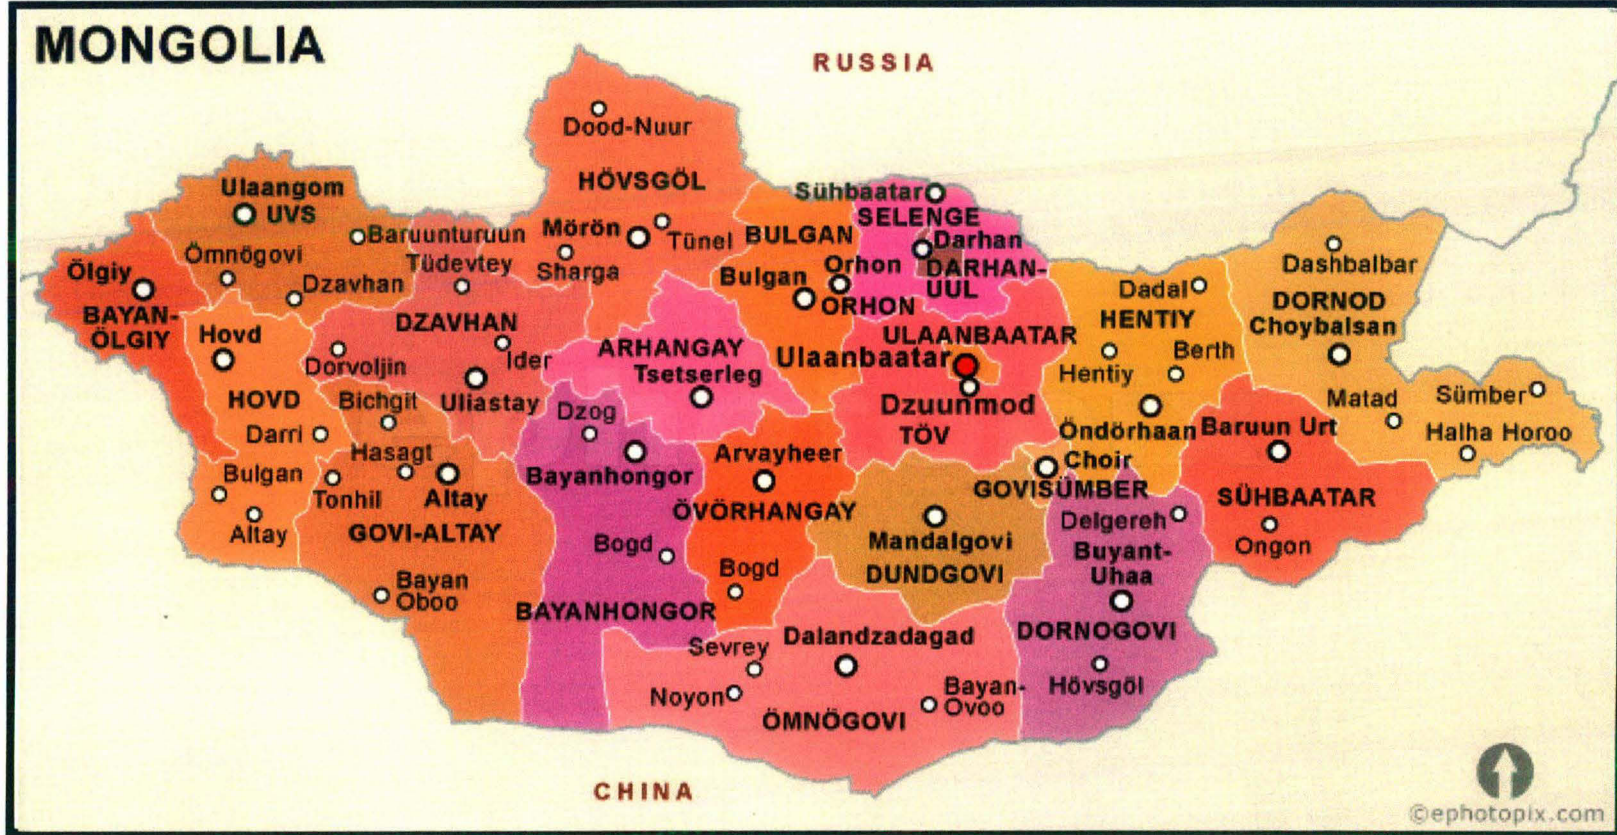 MONGOLIA
RUSSIA
Dood-Nuur
HÖVSGÖL
Mörön
Tünel
Sharga
Ulaangom
UVS
Baruunturuun
Ömnögovi
Dzavhan
Tüdevtey
Ölgiy
BAYAN-
ÖLGIY
Hovd
HOVD
Darri
Bulgan
Altay
DZAVHAN
Dorvoljin
Ider
Uliastay
Bichgit
Hasagt
Tonhil
Altay
GOVI-ALTAY
Bayan
Oboo
ARHANGAY
Tsetserleg
Dzog
Bayanhongor
Bogd
BAYANHONGOR
BULGAN
Bulgan
Orhon
ORHON
Sühbaatar
SELENGE
Darhan
DARHAN-
UUL
ULAANBAATAR
Ulaanbaatar
Dzuunmod
TÖV
Arvayheer
ÖVÖRHANGAY
Bogd
Mandalgovi
DUNDGOVI
Choir
GOVISÜMBER
Dadal
HENTIY
Berth
Hentiy
Öndörhaan
Dashbalbar
DORNOD
Choybalsan
Matad
Sümber
Halha Horoo
Baruun Urt
SÜHBAATAR
Ongon
Delgereh
Buyant-
Uhaa
DORNOGOVI
Hövsgöl
Dalandzadagad
Sevrey
Noyon
Bayan-
Ovoo
ÖMNÖGOVI
CHINA
©ephotopix.com